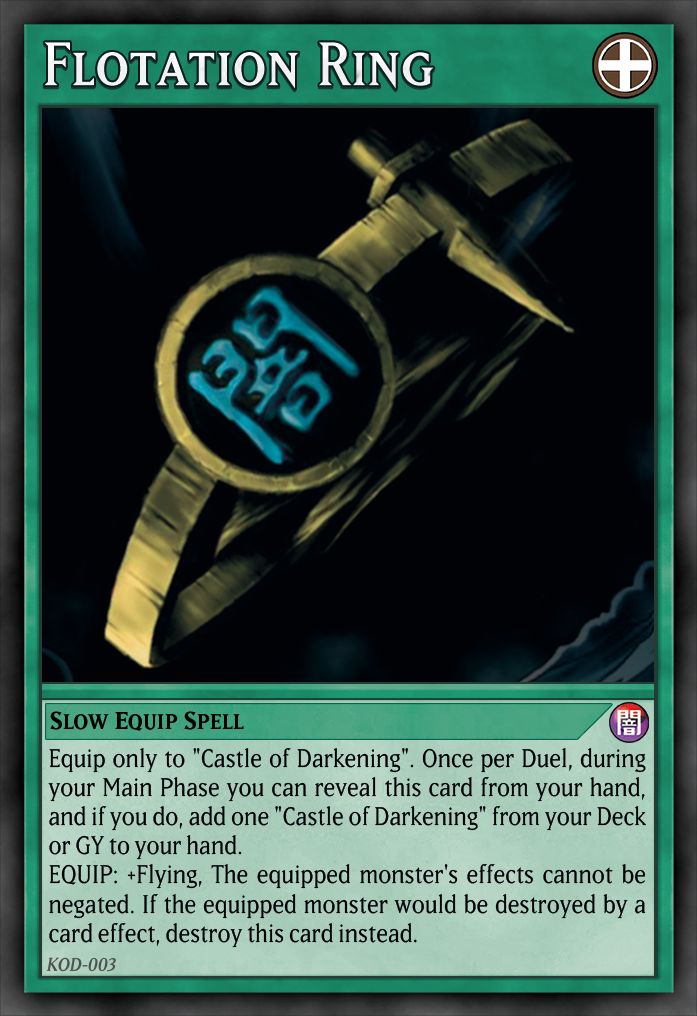 FLOTATION RING
闇
SLOW EQUIP SPELL
闇
Equip only to "Castle of Darkening". Once per Duel, during
your Main Phase you can reveal this card from your hand,
and if you do, add one "Castle of Darkening" from your Deck
or GY to your hand.
EQUIP: +Flying, The equipped monster's effects cannot be
negated. If the equipped monster would be destroyed by a
card effect, destroy this card instead.
KOD-003